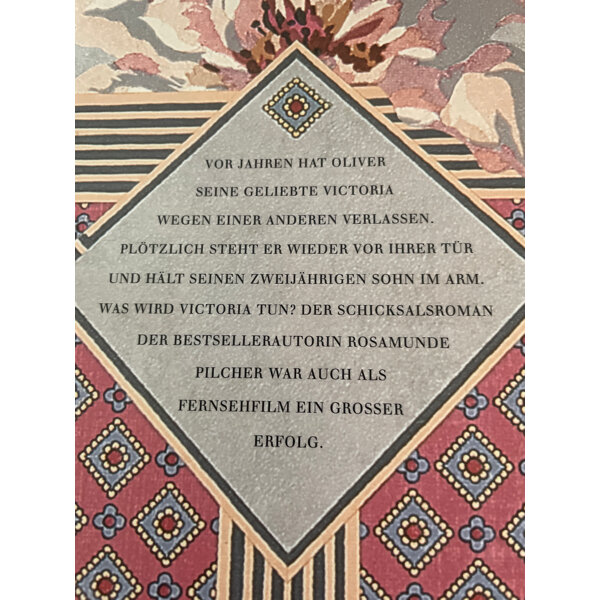 VOR JAHREN HAT OLIVER
SEINE GELIEBTE VICTORIA
WEGEN EINER ANDEREN VERLASSEN.
PLÖTZLICH STEHT ER WIEDER VOR IHRER TÜR
UND HÄLT SEINEN ZWEIJÄHRIGEN SOHN IM ARM.
WAS WIRD VICTORIA TUN? DER SCHICKSALSROMAN
DER BESTSELLERAUTORIN ROSAMUNDE
PILCHER WAR AUCH ALS
FERNSEHFILM EIN GROSSER
ERFOLG.